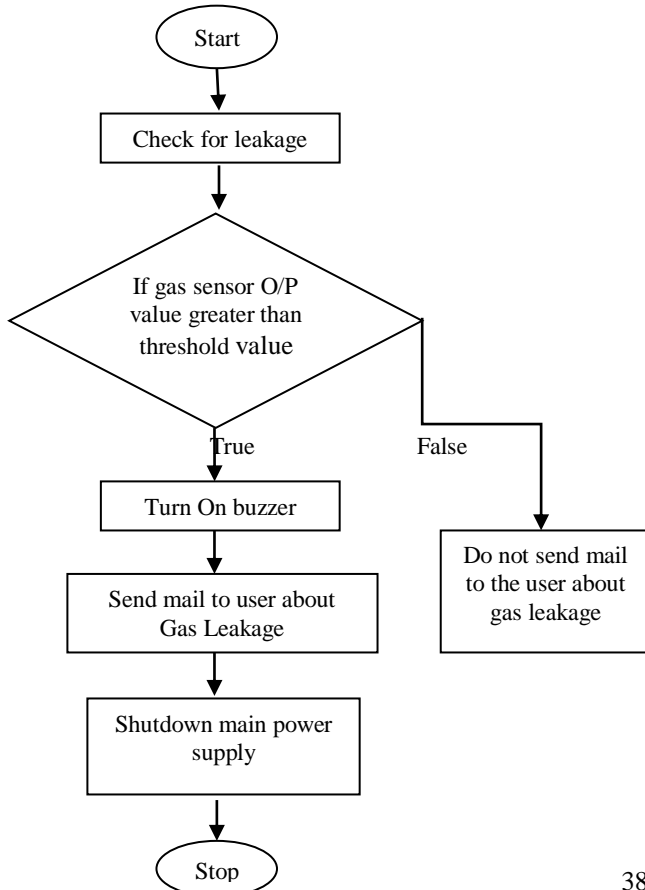 Start
Check for leakage
If gas sensor O/P
value greater than
threshold value
True
False
Turn On buzzer
Do not send mail
to the user about
gas leakage
Send mail to user about
Gas Leakage
Shutdown main power
supply
Stop
38